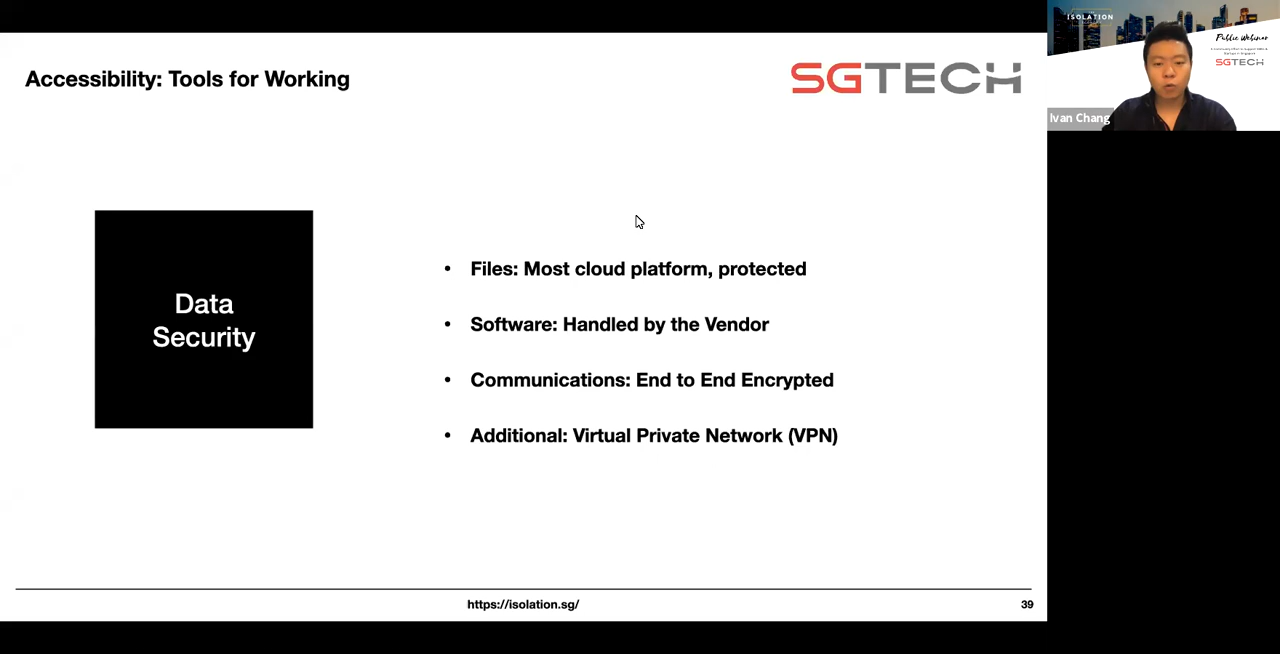 Accessibility: Tools for Working
SGTECH
Data
Security
• Files: Most cloud platform, protected
• Software: Handled by the Vendor
• Communications: End to End Encrypted
• Additional: Virtual Private Network (VPN)
https://isolation.sg/
39
ISOLATION
Public Webinar
SGTECH
Ivan Chang